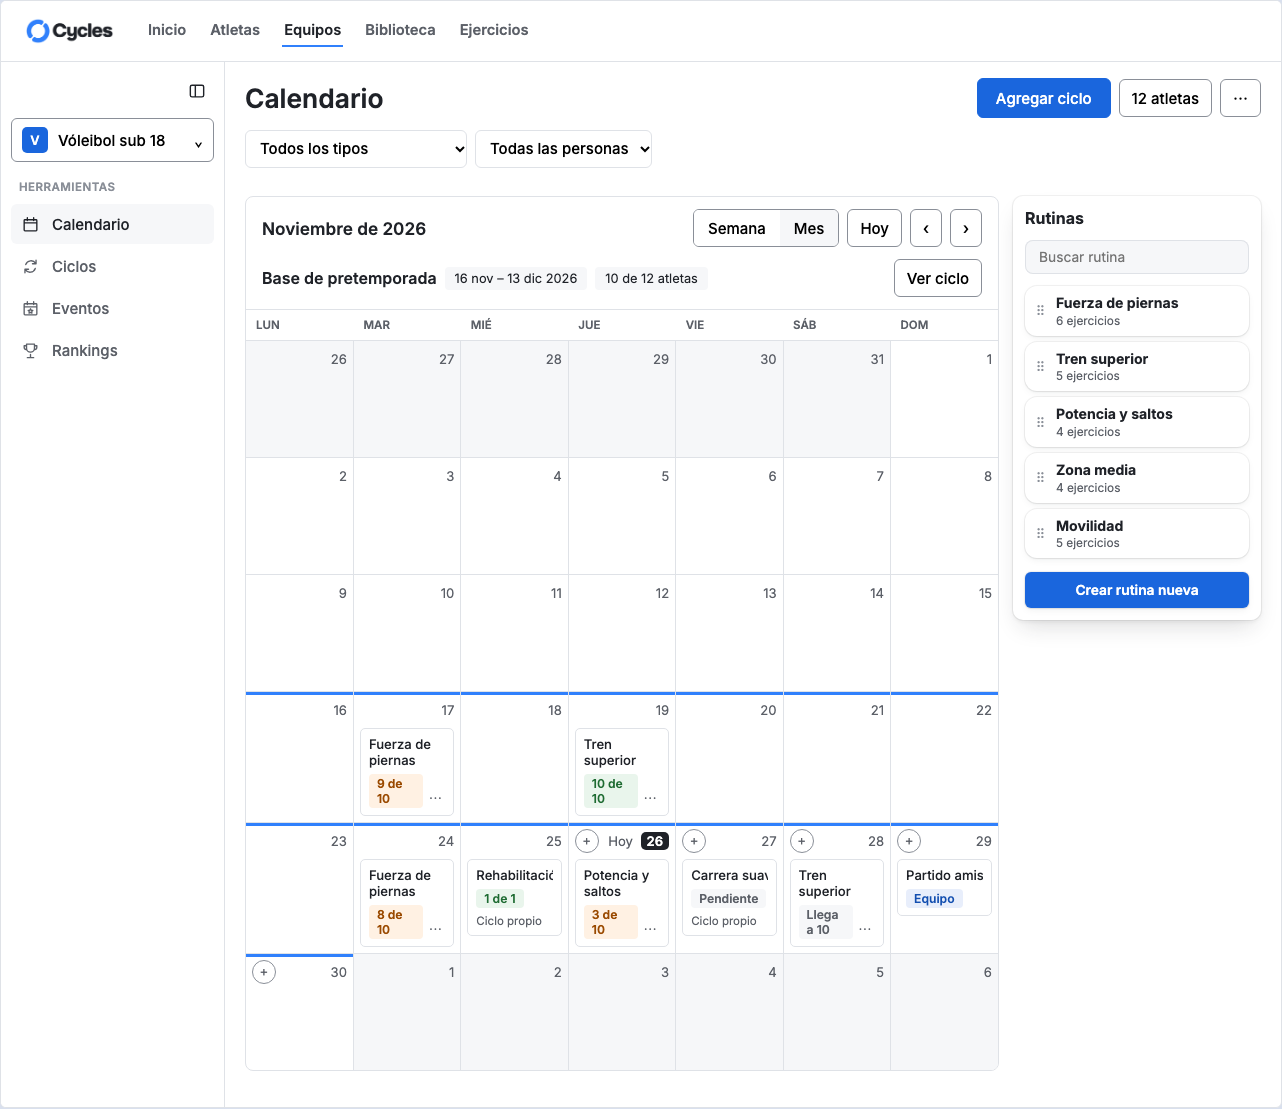 Cycles
Inicio
Atletas
Equipos
Biblioteca
Ejercicios
V
Vóleibol sub 18
HERRAMIENTAS
Calendario
Ciclos
Eventos
Rankings
Calendario
Agregar ciclo
12 atletas
...
Todos los tipos
Todas las personas
Noviembre de 2026
Semana
Mes
Hoy
‹
›
Base de pretemporada
16 nov – 13 dic 2026
10 de 12 atletas
Ver ciclo
LUN MAR MIÉ JUE VIE SÁB DOM
26 27 28 29 30 31 1
2 3 4 5 6 7 8
9 10 11 12 13 14 15
16 17 18 19 20 21 22
Fuerza de
piernas
9 de
10
...
Tren
superior
10 de
10
...
23 24 25 + Hoy 26 + 27 + 28 + 29
Fuerza de
piernas
8 de
10
...
Rehabilitació
1 de 1
Ciclo propio
Potencia y
saltos
3 de
10
...
Carrera suav
Pendiente
Ciclo propio
Tren
superior
Llega
a 10
...
Partido amis
Equipo
+ 30 1 2 3 4 5 6
Rutinas
Buscar rutina
Fuerza de piernas
6 ejercicios
Tren superior
5 ejercicios
Potencia y saltos
4 ejercicios
Zona media
4 ejercicios
Movilidad
5 ejercicios
Crear rutina nueva